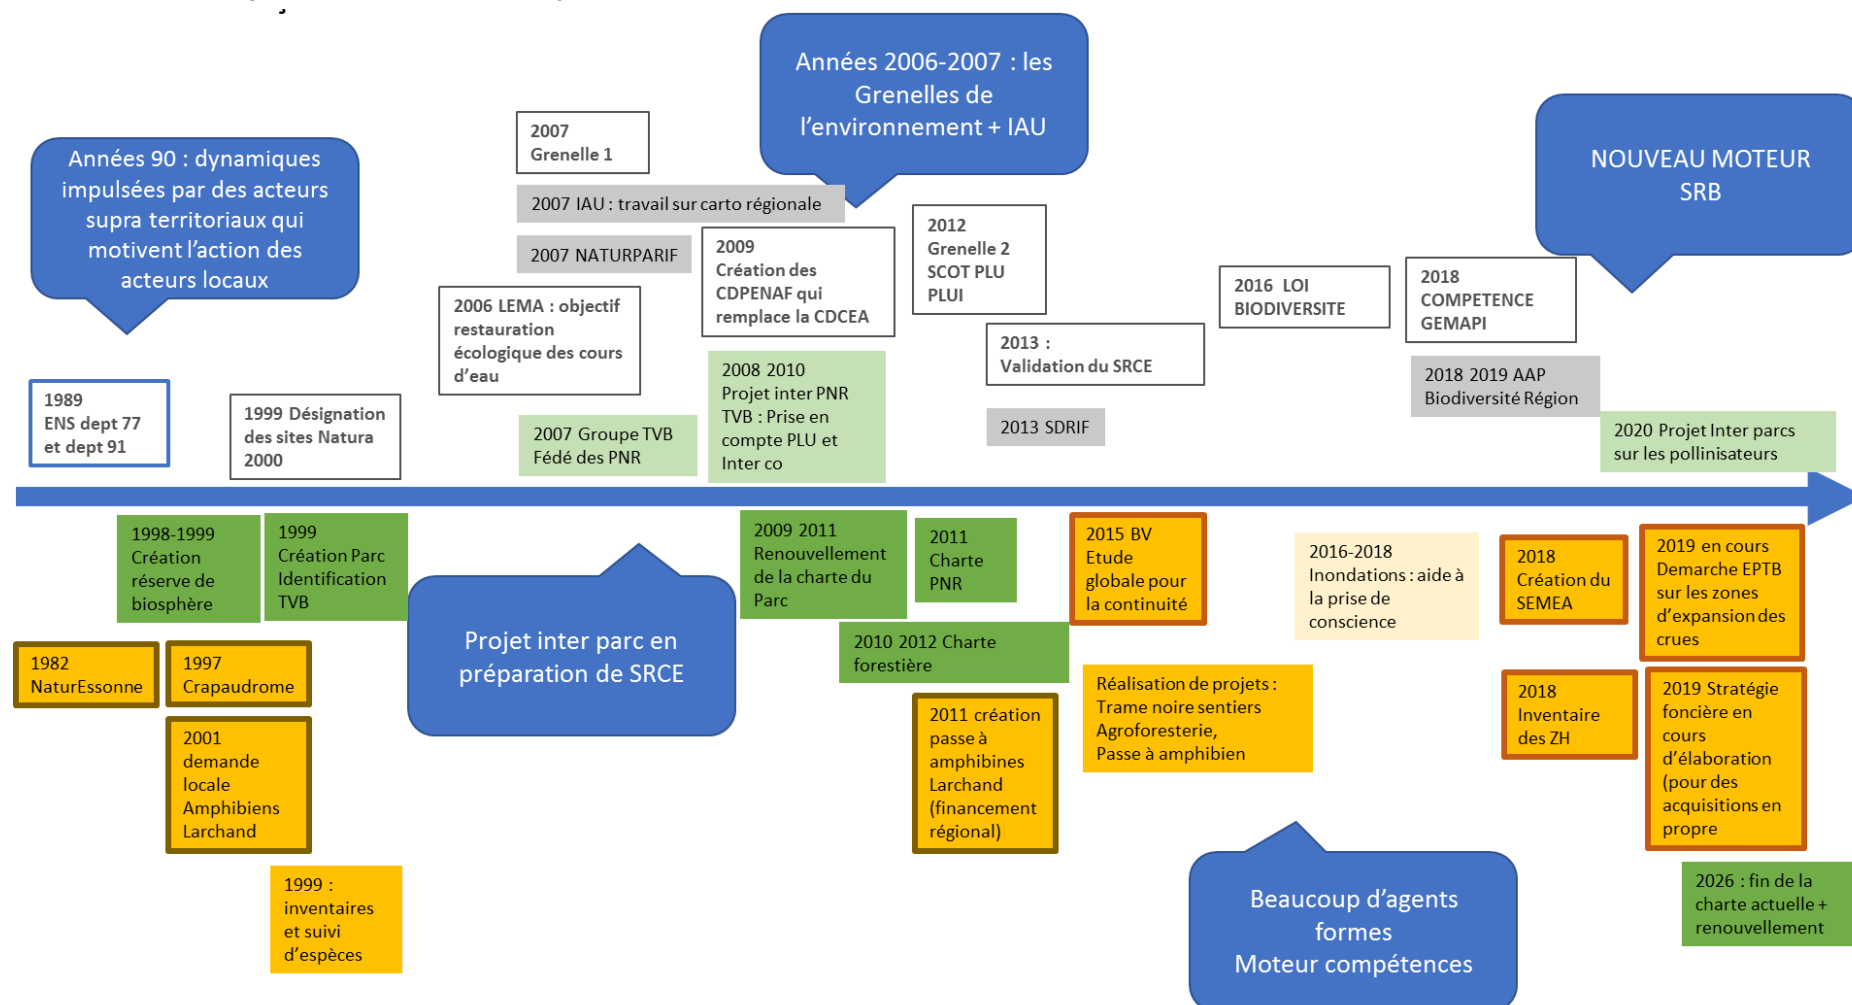 Années 2006-2007 : les
Grenelles de
l'environnement + IAU
NOUVEAU MOTEUR
SRB
Années 90 : dynamiques
impulsées par des acteurs
supra territoriaux qui
motivent l'action des
acteurs locaux
2007
Grenelle 1
2007 IAU : travail sur carto régionale
2007 NATURPARIF
2006 LEMA : objectif
restauration
écologique des cours
d'eau
2009
Création des
CDPENAF qui
remplace la CDCEA
2012
Grenelle 2
SCOT PLU
PLUI
2013 :
Validation du SRCE
2016  LOI
BIODIVERSITE
2018
COMPETENCE
GEMAPI
2018 2019 AAP
Biodiversité Région
1989
ENS dept 77
et dept 91
1999 Désignation
des sites Natura
2000
2007 Groupe TVB
Fédé des PNR
2008 2010
Projet inter PNR
TVB : Prise en
compte PLU et
Inter co
2013 SDRIF
2020 Projet Inter parcs
sur les pollinisateurs
1998-1999
Création
réserve de
biosphère
1999
Création Parc
Identification
TVB
Projet inter parc en
préparation de SRCE
2009 2011
Renouvellement
de la charte du
Parc
2011
Charte
PNR
2015 BV
Etude
globale pour
la continuité
2016-2018
Inondations : aide à
la prise de
conscience
2018
Création du
SEMEA
2019 en cours
Demarche EPTB
sur les zones
d'expansion des
crues
1982
NaturEssonne
1997
Crapaudrome
2010 2012 Charte
forestière
2001
demande
locale
Amphibiens
Larchand
2011 création
passe à
amphibines
Larchand
(financement
régional)
Réalisation de projets :
Trame noire sentiers
Agroforesterie,
Passe à amphibien
2018
Inventaire
des ZH
2019 Stratégie
foncière en
cours
d'élaboration
(pour des
acquisitions en
propre
1999 :
inventaires
et suivi
d'espèces
Beaucoup d'agents
formes
Moteur compétences
2026 : fin de la
charte actuelle +
renouvellement